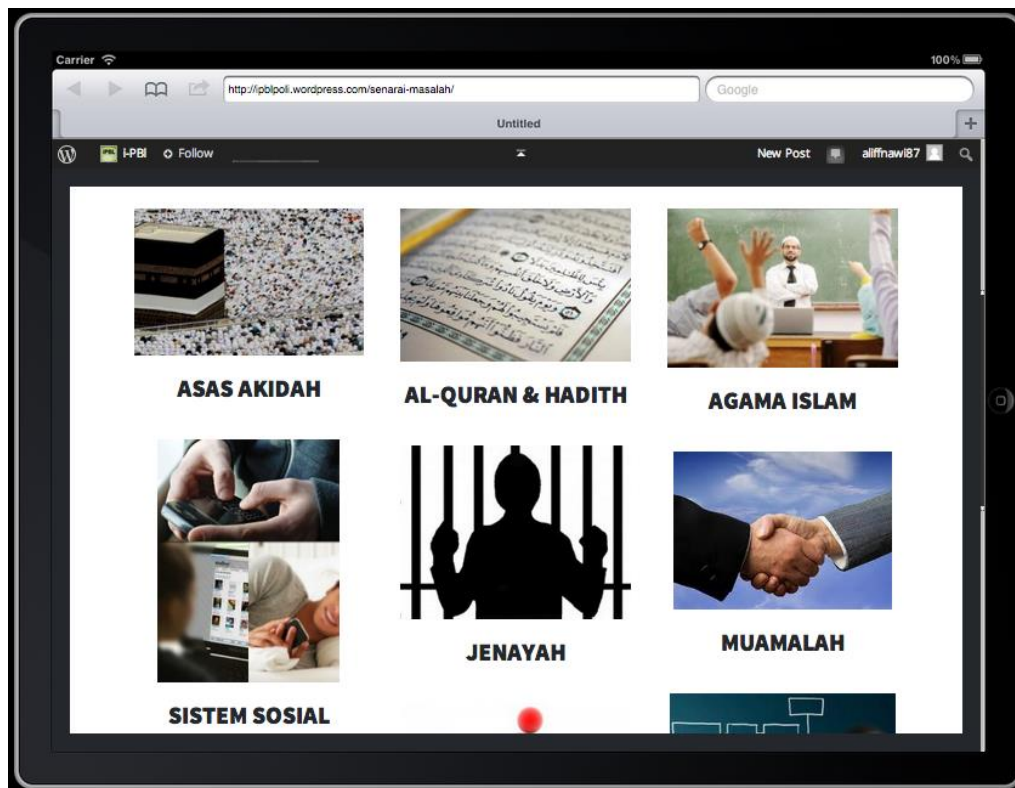 Carrier
100%
http://ipblpoli.wordpress.com/senarai-masalah/
Google
Untitled
i-PBl
Follow
New Post
aliffnawi87
ASAS AKIDAH
AL-QURAN & HADITH
AGAMA ISLAM
JENAYAH
MUAMALAH
SISTEM SOSIAL